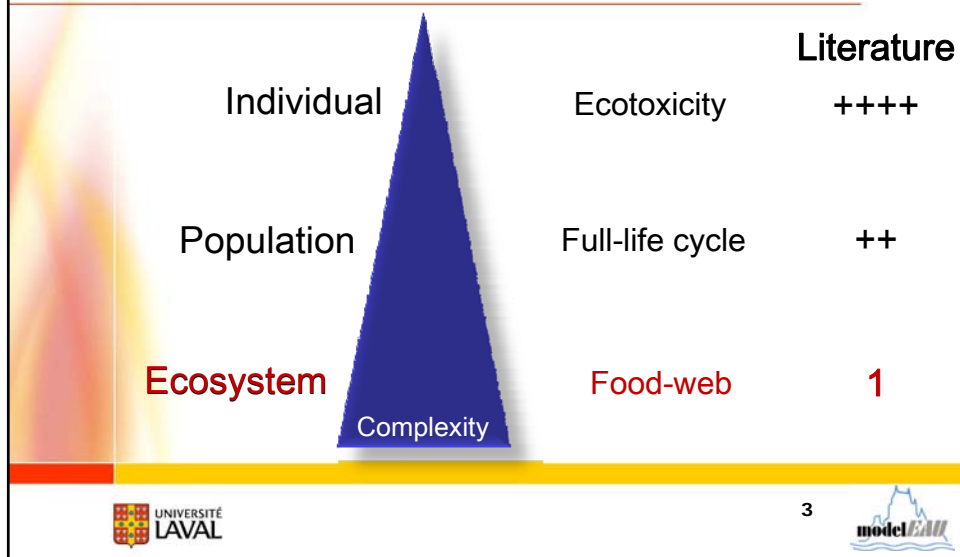 Literature
Individual Ecotoxicity ++++
Population Full-life cycle ++
Ecosystem Food-web 1
Complexity
UNIVERSITÉ
LAVAL
3
modelEAU